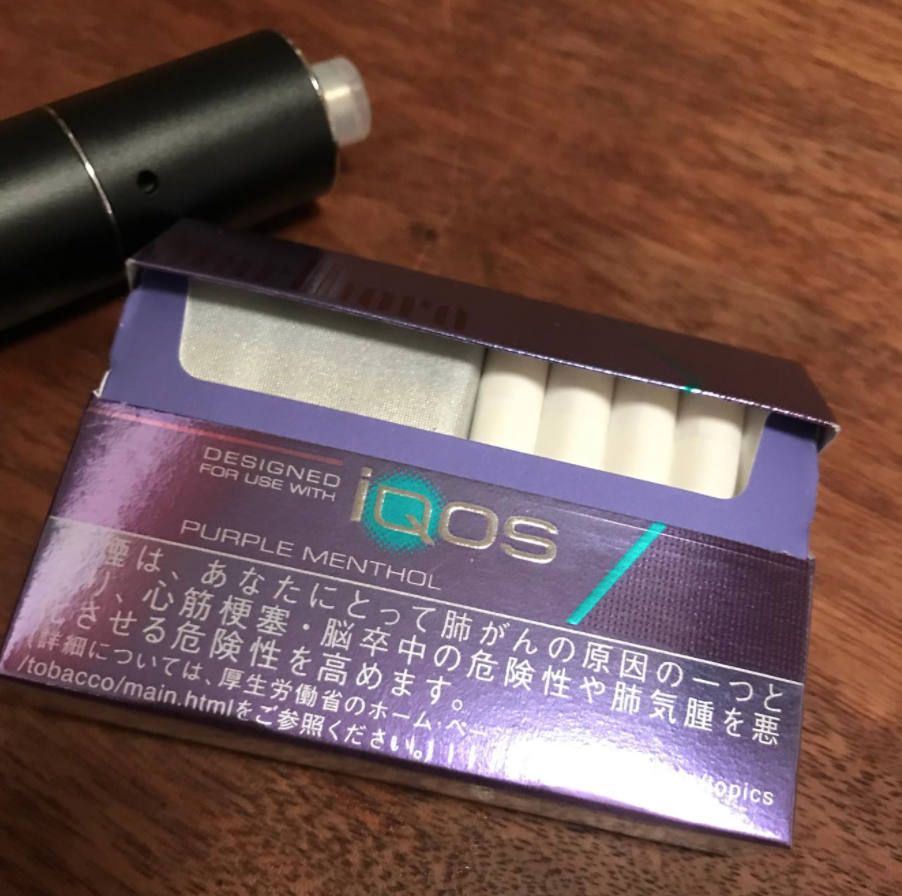 Marlboro
DESIGNED
FOR USE WITH
iQOS
PURPLE MENTHOL
煙は、あなたにとって肺がんの原因の一つと
り、心筋梗塞・脳卒中の危険性や肺気腫を悪
化させる危険性を高めます。
(詳細については、厚生労働省のホーム・ペー
topics
/tobacco/main.htmlをご参照ください。)